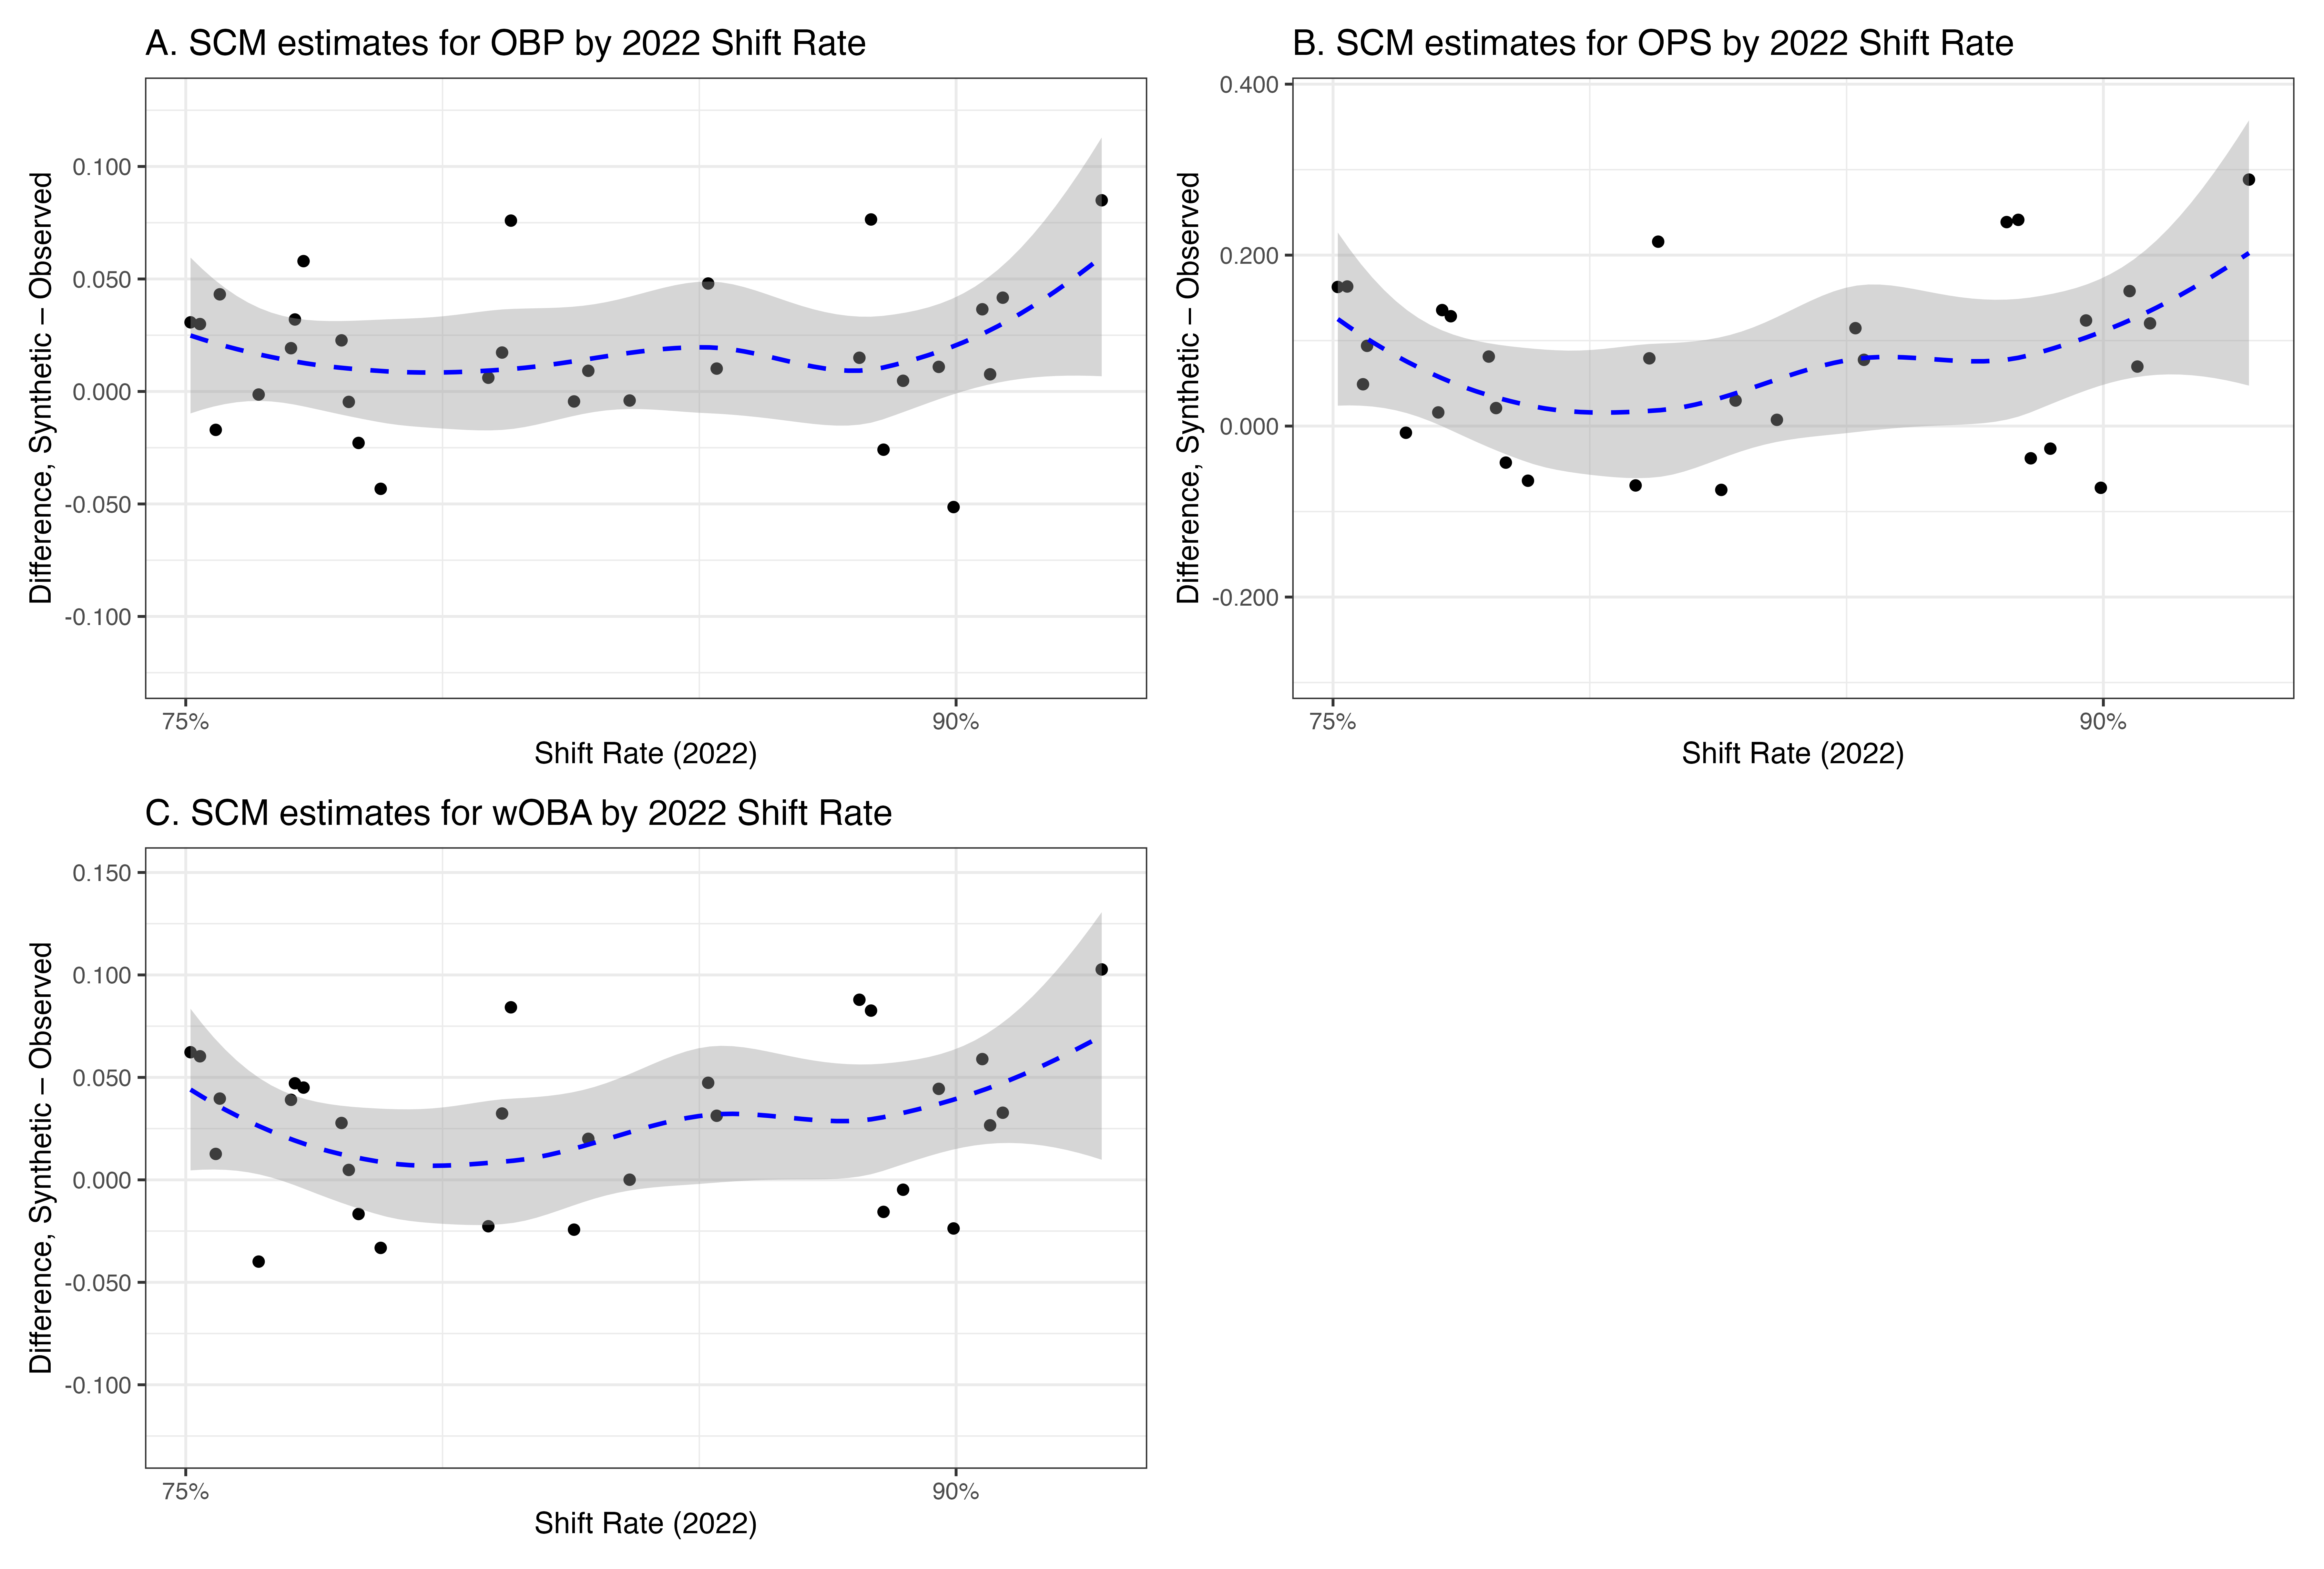 A. SCM estimates for OBP by 2022 Shift Rate
Difference, Synthetic – Observed
0.100
0.050
0.000
-0.050
-0.100
75%
90%
Shift Rate (2022)
B. SCM estimates for OPS by 2022 Shift Rate
Difference, Synthetic – Observed
0.400
0.200
0.000
-0.200
75%
90%
Shift Rate (2022)
C. SCM estimates for wOBA by 2022 Shift Rate
Difference, Synthetic – Observed
0.150
0.100
0.050
0.000
-0.050
-0.100
75%
90%
Shift Rate (2022)